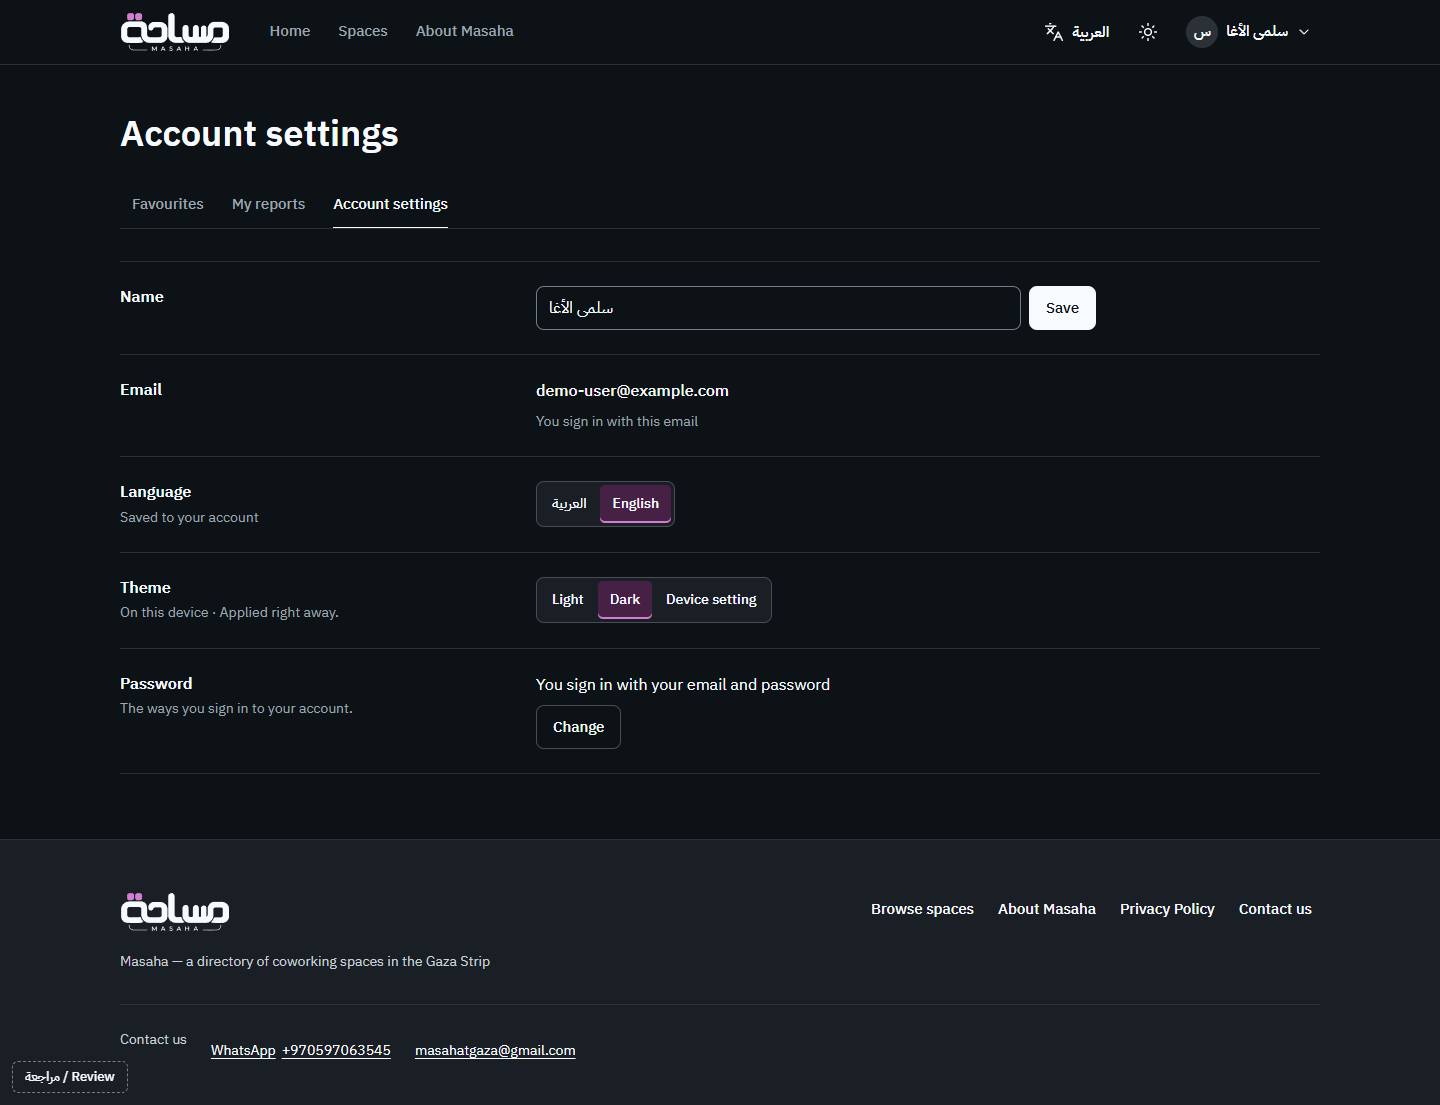 مساحة
MASAHA
Home
Spaces
About Masaha
العربية
س
سلمى الأغا
Account settings
Favourites
My reports
Account settings
Name
سلمى الأغا
Save
Email
demo-user@example.com
You sign in with this email
Language
Saved to your account
العربية
English
Theme
On this device · Applied right away.
Light
Dark
Device setting
Password
The ways you sign in to your account.
You sign in with your email and password
Change
مساحة
MASAHA
Browse spaces
About Masaha
Privacy Policy
Contact us
Masaha — a directory of coworking spaces in the Gaza Strip
Contact us
WhatsApp +970597063545
masahatgaza@gmail.com
مراجعة / Review